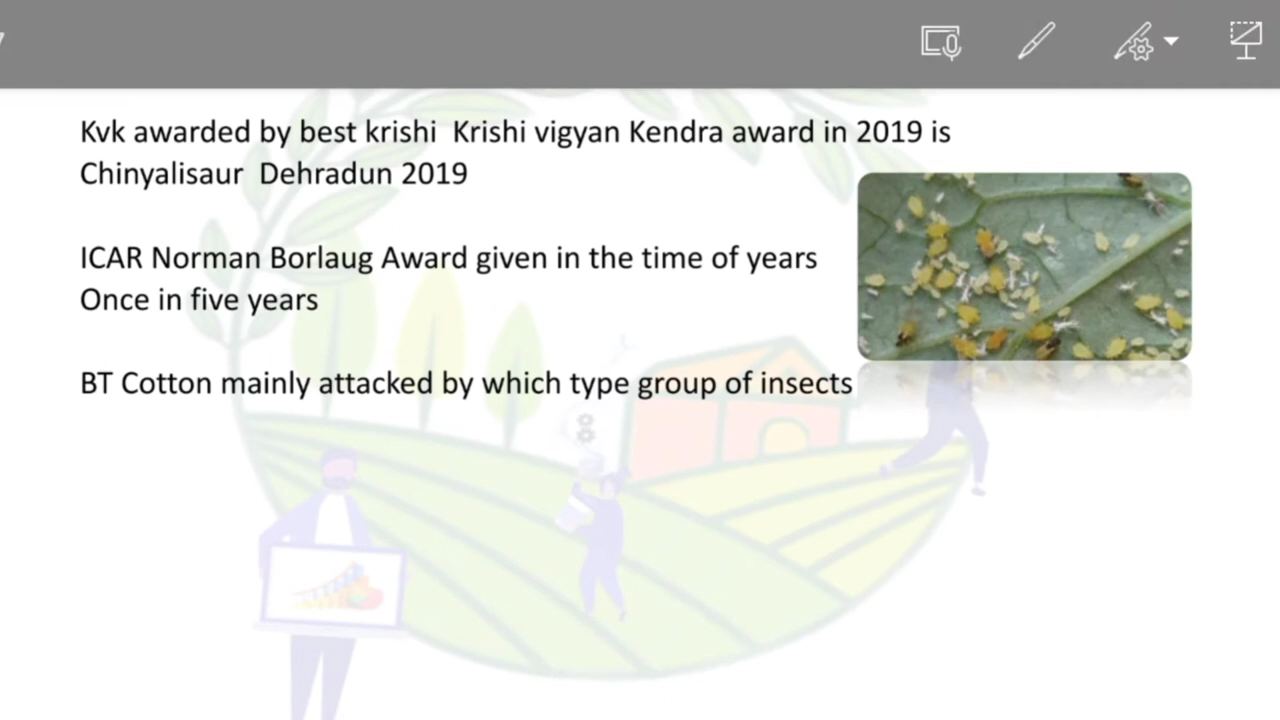 Kvk awarded by best krishi Krishi vigyan Kendra award in 2019 is
Chinyalisaur Dehradun 2019
ICAR Norman Borlaug Award given in the time of years
Once in five years
BT Cotton mainly attacked by which type group of insects